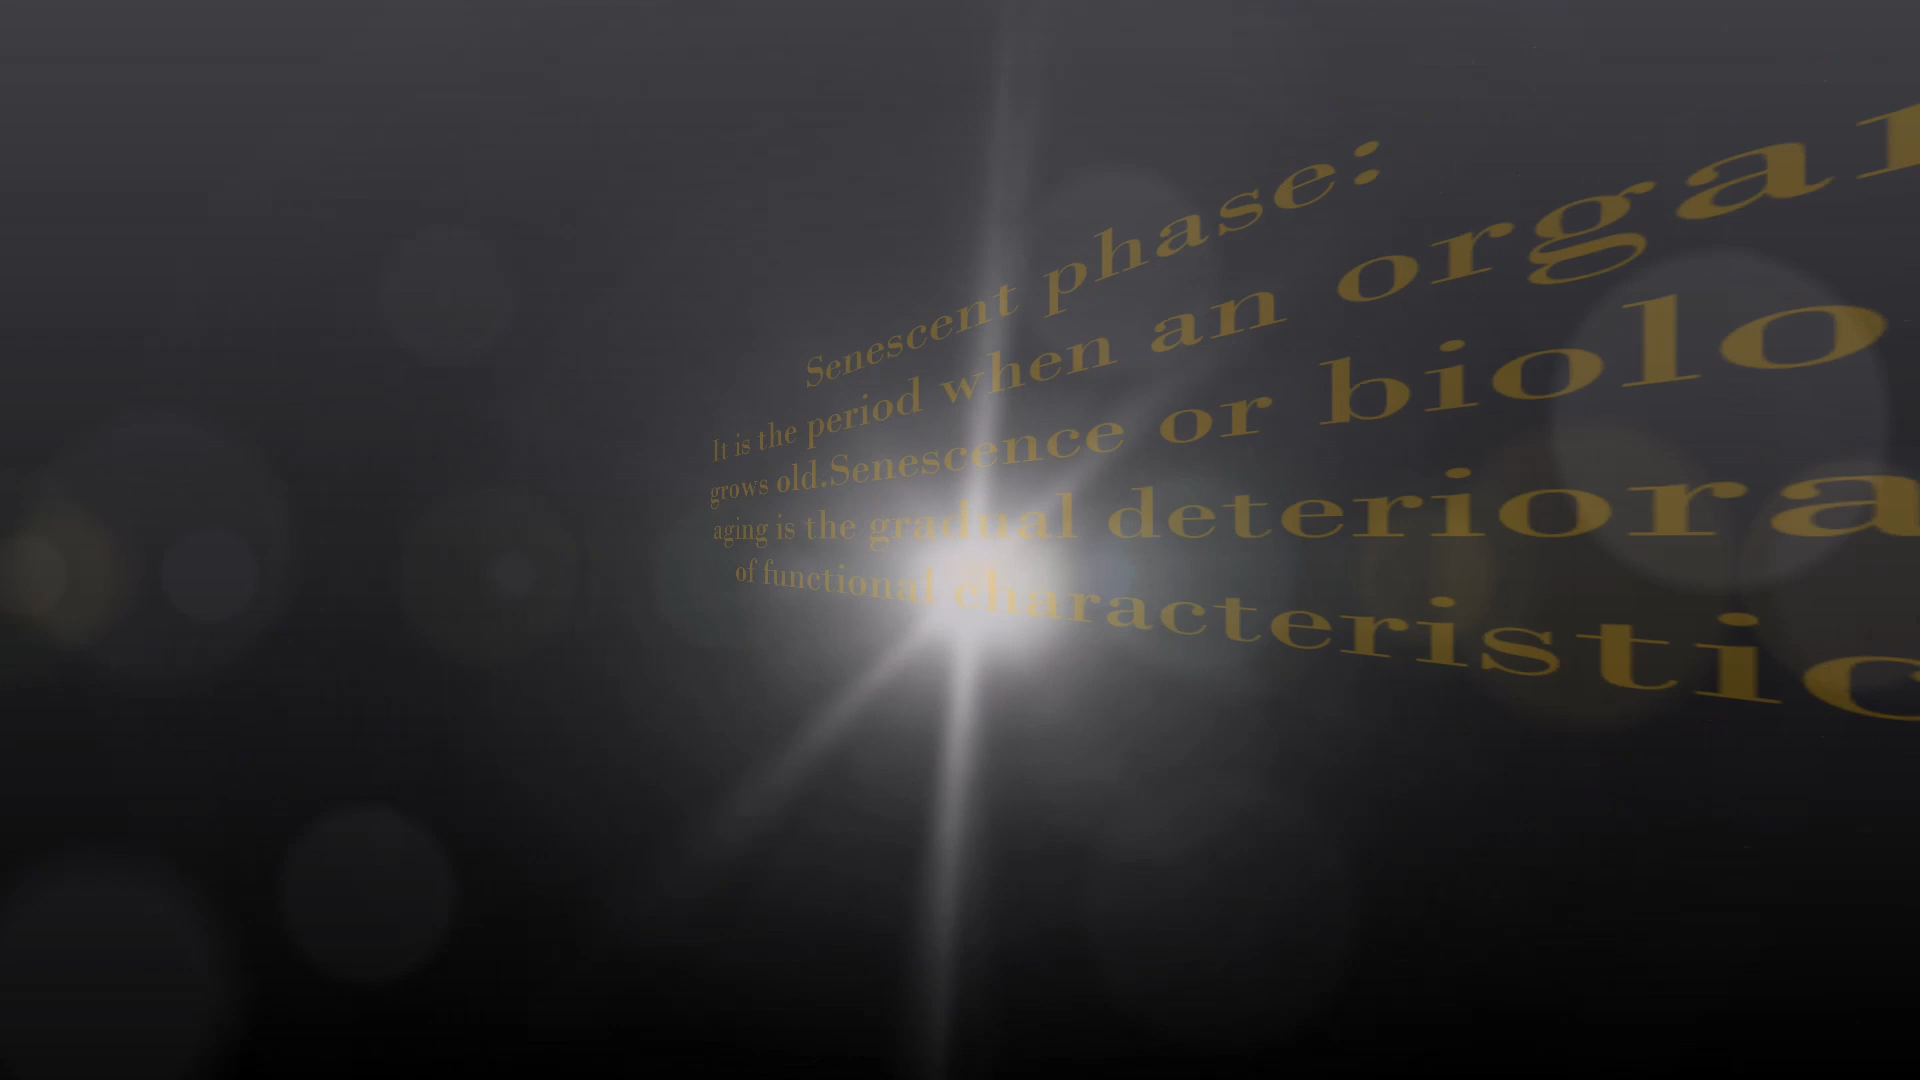 Senescent phase:
It is the period when an orga
grows old.Senescence or biolo
aging is the gradual deteriora
of functional characteristic